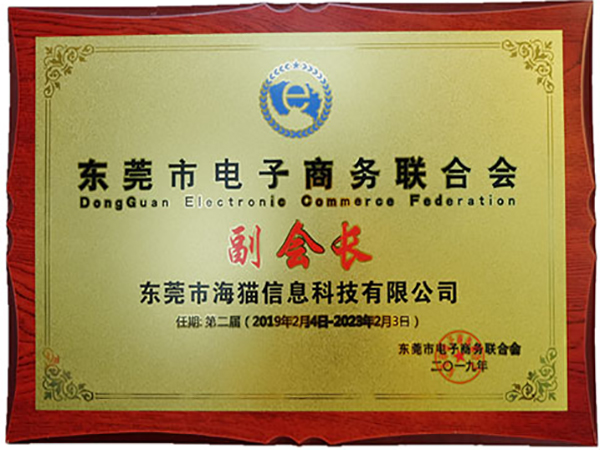 e
东莞市电子商务联合会
DongGuan Electronic Commerce Federation
副会长
东莞市海猫信息科技有限公司
任期: 第二届（2019年2月14日-2023年2月3日）
东莞市电子商务联合会
二〇一九年